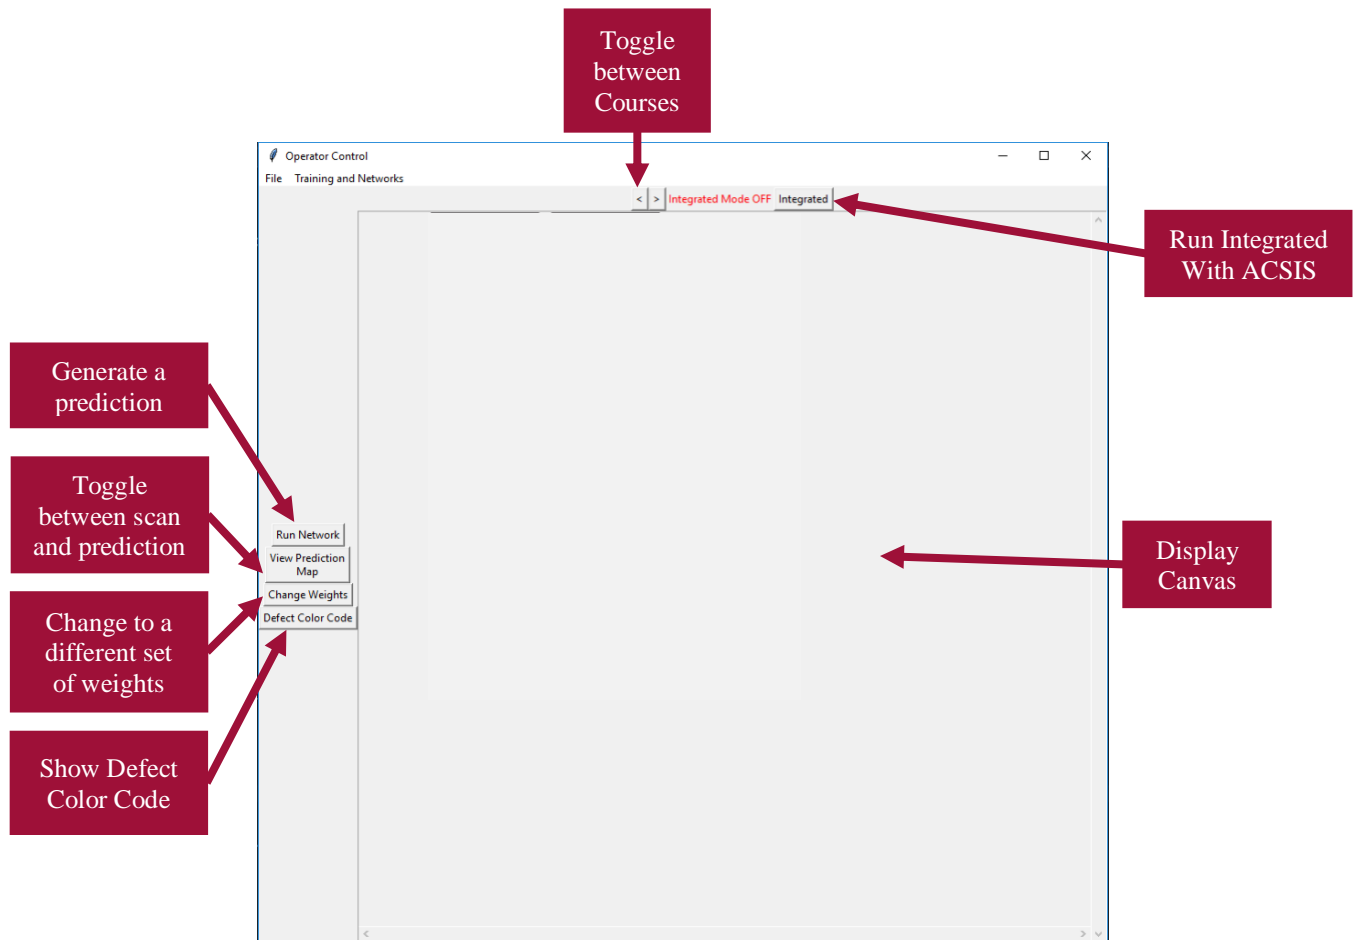 Toggle
between
Courses
Operator Control
File Training and Networks
< > Integrated Mode OFF Integrated
Run Integrated
With ACSIS
Generate a
prediction
Toggle
between scan
and prediction
Run Network
View Prediction
Map
Change Weights
Defect Color Code
Display
Canvas
Change to a
different set
of weights
Show Defect
Color Code